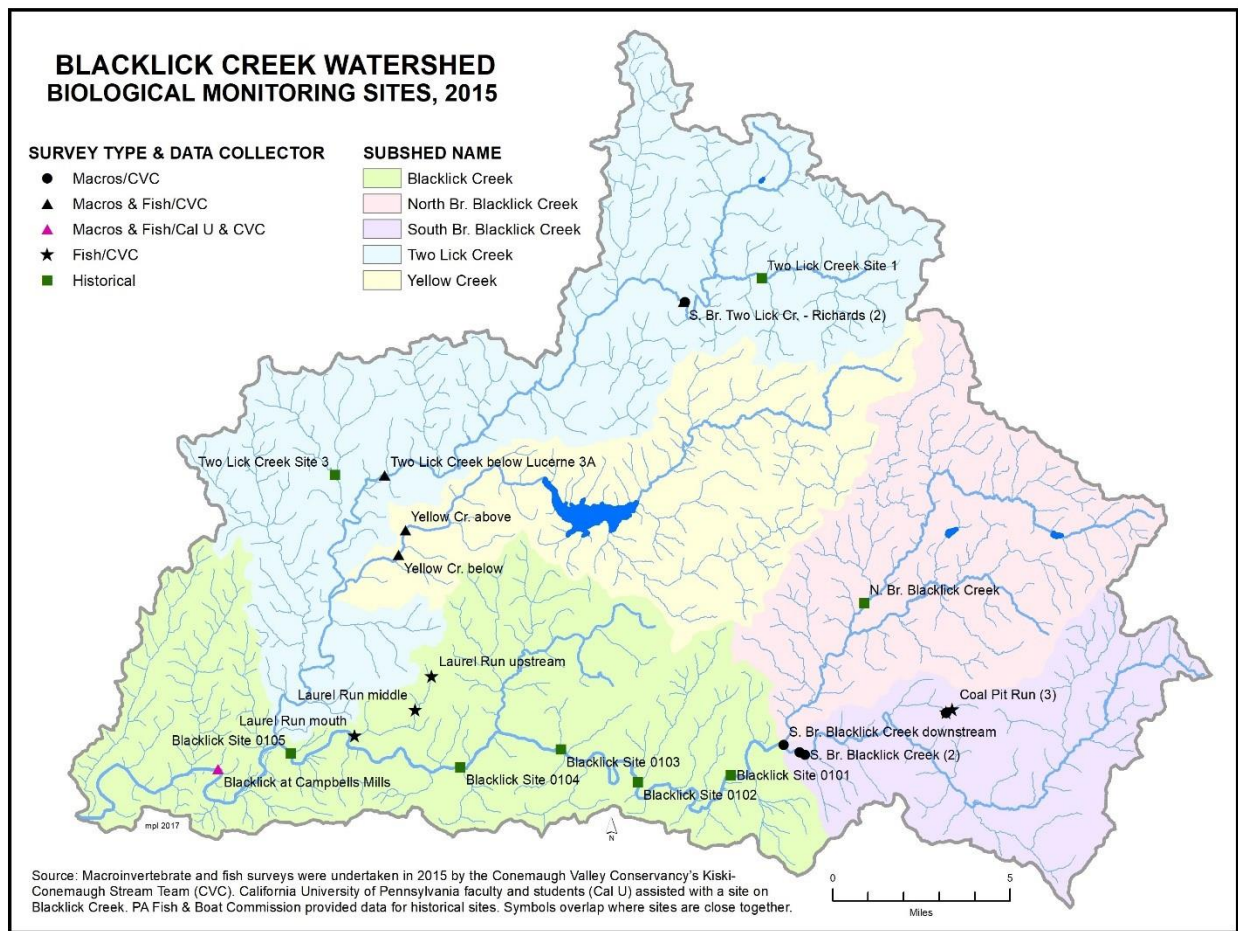 BLACKLICK CREEK WATERSHED
BIOLOGICAL MONITORING SITES, 2015
SURVEY TYPE & DATA COLLECTOR
Macros/CVC
Macros & Fish/CVC
Macros & Fish/Cal U & CVC
Fish/CVC
Historical
SUBSHED NAME
Blacklick Creek
North Br. Blacklick Creek
South Br. Blacklick Creek
Two Lick Creek
Yellow Creek
Two Lick Creek Site 1
S. Br. Two Lick Cr. - Richards (2)
Two Lick Creek Site 3
Two Lick Creek below Lucerne 3A
Yellow Cr. above
Yellow Cr. below
N. Br. Blacklick Creek
Laurel Run upstream
Laurel Run middle
Coal Pit Run (3)
Laurel Run mouth
S. Br. Blacklick Creek downstream
Blacklick Site 0105
S. Br. Blacklick Creek (2)
Blacklick Site 0103
Blacklick at Campbells Mills
Blacklick Site 0104
Blacklick Site 0101
Blacklick Site 0102
mpl 2017
N
Source: Macroinvertebrate and fish surveys were undertaken in 2015 by the Conemaugh Valley Conservancy's Kiski-
Conemaugh Stream Team (CVC). California University of Pennsylvania faculty and students (Cal U) assisted with a site on
Blacklick Creek. PA Fish & Boat Commission provided data for historical sites. Symbols overlap where sites are close together.
0 5
Miles